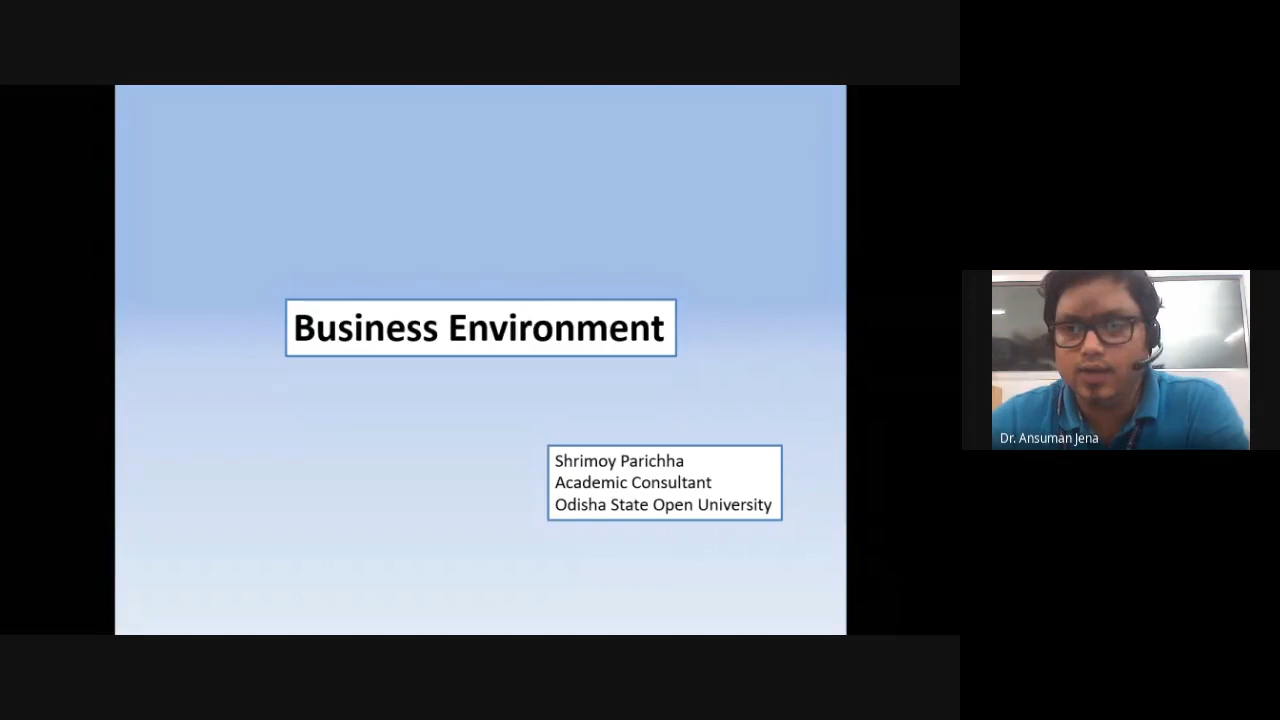 Business Environment
Shrimoy Parichha
Academic Consultant
Odisha State Open University
Dr. Ansuman Jena